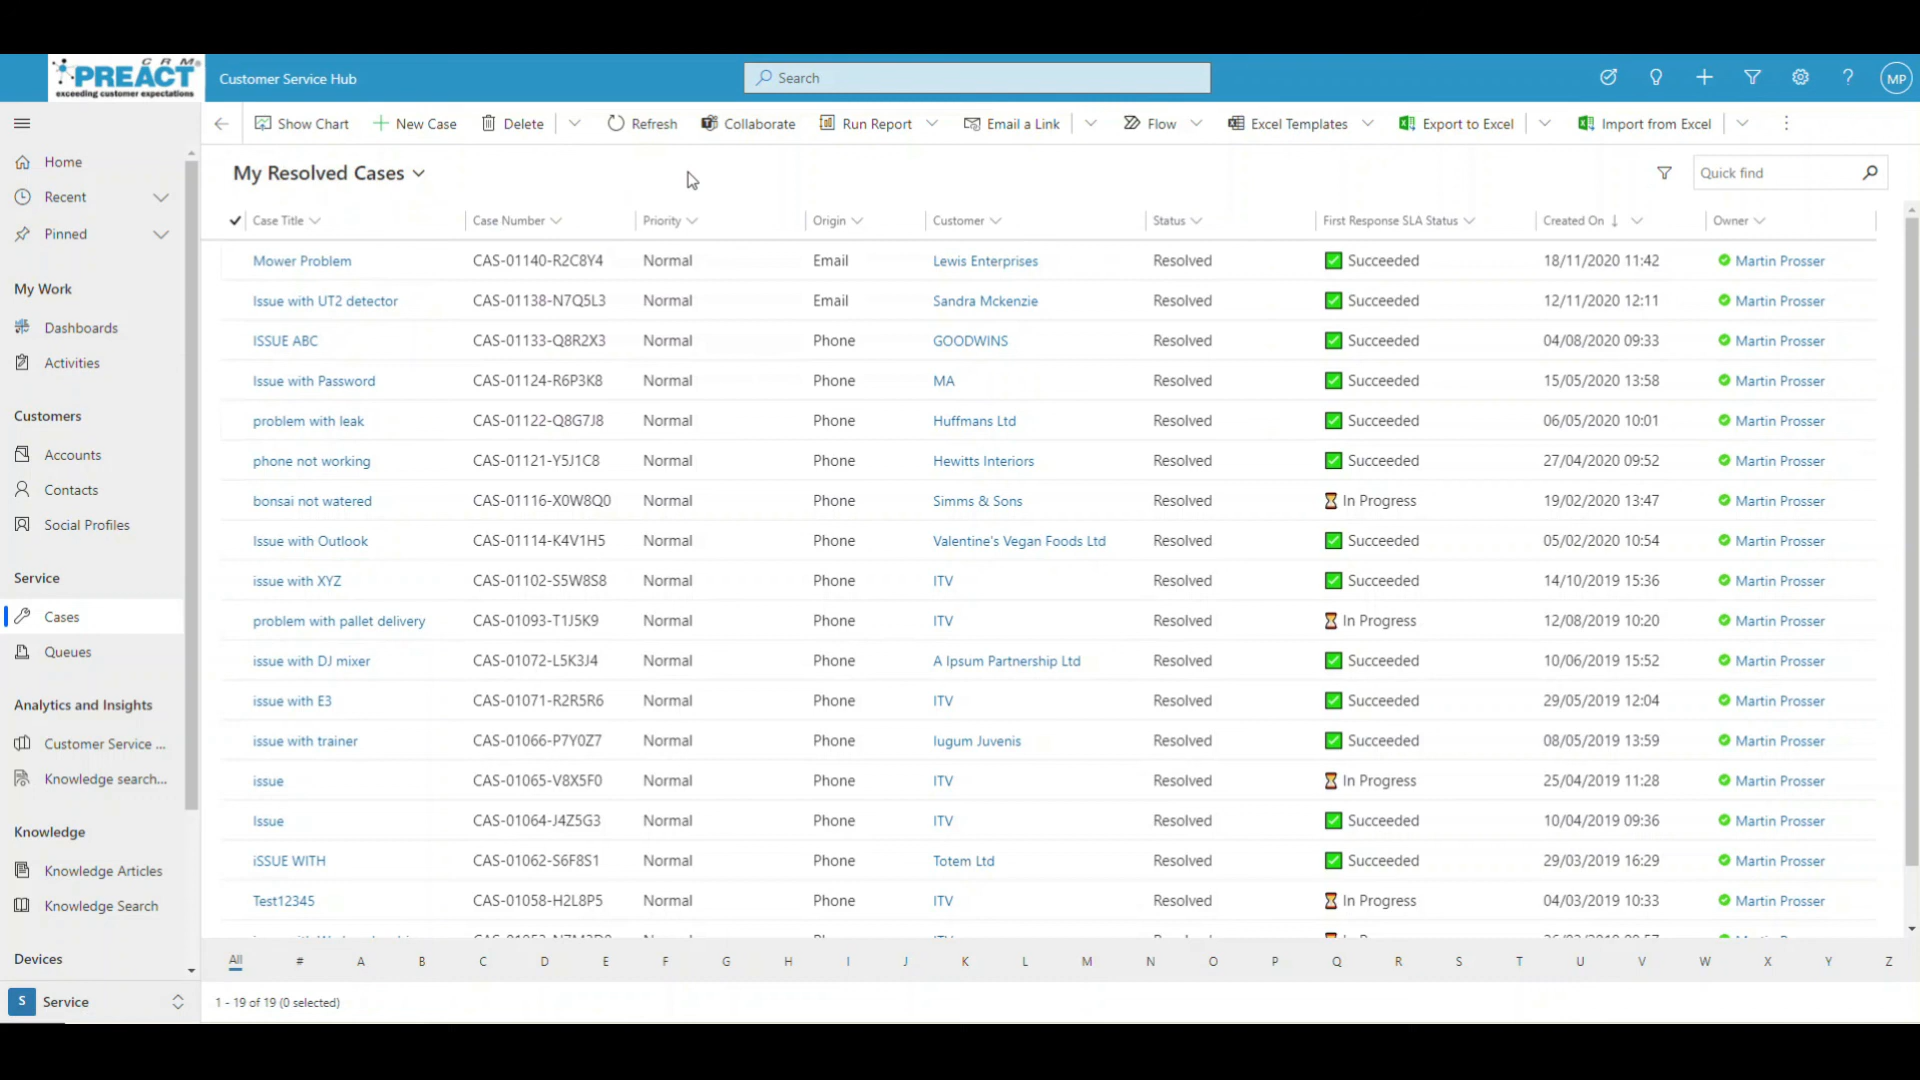 CRM
PREACT
exceeding customer expectations
Customer Service Hub
Search
MP
Show Chart New Case Delete Refresh Collaborate Run Report Email a Link Flow Excel Templates Export to Excel Import from Excel
Home
Recent
Pinned
My Work
Dashboards
Activities
Customers
Accounts
Contacts
Social Profiles
Service
Cases
Queues
Analytics and Insights
Customer Service ...
Knowledge search...
Knowledge
Knowledge Articles
Knowledge Search
Devices
S Service
My Resolved Cases
Quick find
Case Title Case Number Priority Origin Customer Status First Response SLA Status Created On Owner
Mower Problem CAS-01140-R2C8Y4 Normal Email Lewis Enterprises Resolved Succeeded 18/11/2020 11:42 Martin Prosser
Issue with UT2 detector CAS-01138-N7Q5L3 Normal Email Sandra Mckenzie Resolved Succeeded 12/11/2020 12:11 Martin Prosser
ISSUE ABC CAS-01133-Q8R2X3 Normal Phone GOODWINS Resolved Succeeded 04/08/2020 09:33 Martin Prosser
Issue with Password CAS-01124-R6P3K8 Normal Phone MA Resolved Succeeded 15/05/2020 13:58 Martin Prosser
problem with leak CAS-01122-Q8G7J8 Normal Phone Huffmans Ltd Resolved Succeeded 06/05/2020 10:01 Martin Prosser
phone not working CAS-01121-Y5J1C8 Normal Phone Hewitts Interiors Resolved Succeeded 27/04/2020 09:52 Martin Prosser
bonsai not watered CAS-01116-X0W8Q0 Normal Phone Simms & Sons Resolved In Progress 19/02/2020 13:47 Martin Prosser
Issue with Outlook CAS-01114-K4V1H5 Normal Phone Valentine's Vegan Foods Ltd Resolved Succeeded 05/02/2020 10:54 Martin Prosser
issue with XYZ CAS-01102-S5W8S8 Normal Phone ITV Resolved Succeeded 14/10/2019 15:36 Martin Prosser
problem with pallet delivery CAS-01093-T1J5K9 Normal Phone ITV Resolved In Progress 12/08/2019 10:20 Martin Prosser
issue with DJ mixer CAS-01072-L5K3J4 Normal Phone A Ipsum Partnership Ltd Resolved Succeeded 10/06/2019 15:52 Martin Prosser
issue with E3 CAS-01071-R2R5R6 Normal Phone ITV Resolved Succeeded 29/05/2019 12:04 Martin Prosser
issue with trainer CAS-01066-P7Y0Z7 Normal Phone Iugum Juvenis Resolved Succeeded 08/05/2019 13:59 Martin Prosser
issue CAS-01065-V8X5F0 Normal Phone ITV Resolved In Progress 25/04/2019 11:28 Martin Prosser
Issue CAS-01064-J4Z5G3 Normal Phone ITV Resolved Succeeded 10/04/2019 09:36 Martin Prosser
iSSUE WITH CAS-01062-S6F8S1 Normal Phone Totem Ltd Resolved Succeeded 29/03/2019 16:29 Martin Prosser
Test12345 CAS-01058-H2L8P5 Normal Phone ITV Resolved In Progress 04/03/2019 10:33 Martin Prosser
All # A B C D E F G H I J K L M N O P Q R S T U V W X Y Z
1 - 19 of 19 (0 selected)